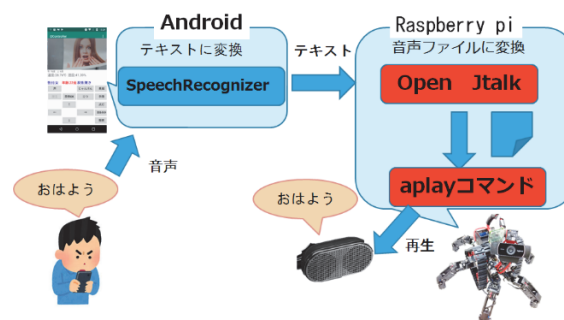 Android
テキストに変換
SpeechRecognizer
テキスト
Raspberry pi
音声ファイルに変換
Open Jtalk
aplayコマンド
音声
おはよう
おはよう
再生